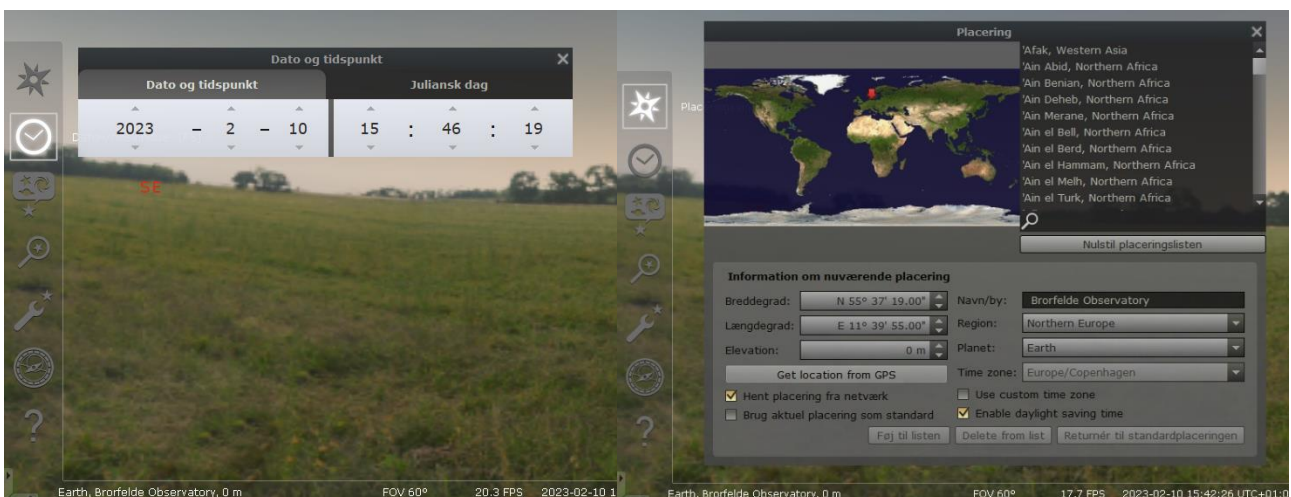 Dato og tidspunkt
Dato og tidspunkt
Juliansk dag
2023 – 2 – 10 15 : 46 : 19
SE
Earth, Brorfelde Observatory, 0 m FOV 60° 20.3 FPS 2023-02-10 1
Placering
Plac
'Afak, Western Asia
'Ain Abid, Northern Africa
'Ain Benian, Northern Africa
'Ain Deheb, Northern Africa
'Ain Merane, Northern Africa
'Ain el Bell, Northern Africa
'Ain el Berd, Northern Africa
'Ain el Hammam, Northern Africa
'Ain el Melh, Northern Africa
'Ain el Turk, Northern Africa
Nulstil placeringslisten
Information om nuværende placering
Breddegrad: N 55° 37' 19.00" Navn/by: Brorfelde Observatory
Længdegrad: E 11° 39' 55.00" Region: Northern Europe
Elevation: 0 m Planet: Earth
Get location from GPS Time zone: Europe/Copenhagen
Hent placering fra netværk Use custom time zone
Brug aktuel placering som standard Enable daylight saving time
Føj til listen Delete from list Returnér til standardplaceringen
Earth, Brorfelde Observatory, 0 m FOV 60° 17.7 FPS 2023-02-10 15:42:26 UTC+01:0